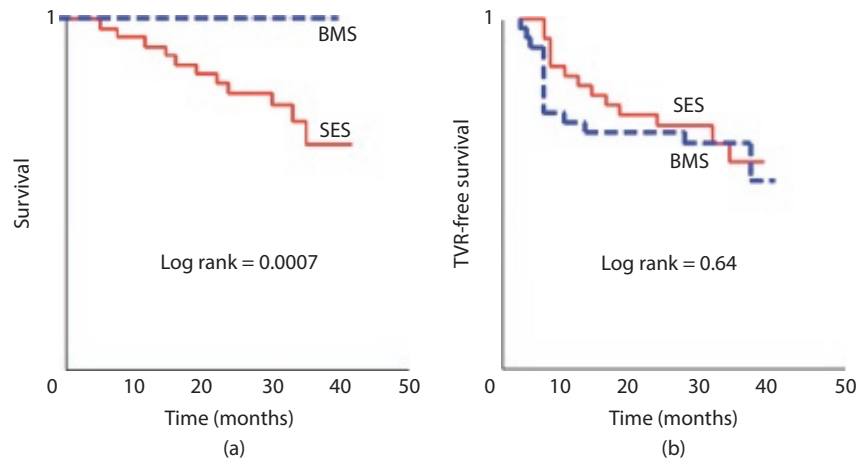 1
BMS
SES
Survival
Log rank = 0.0007
0 10 20 30 40 50
Time (months)
(a)
1
SES
BMS
TVR-free survival
Log rank = 0.64
0 10 20 30 40 50
Time (months)
(b)